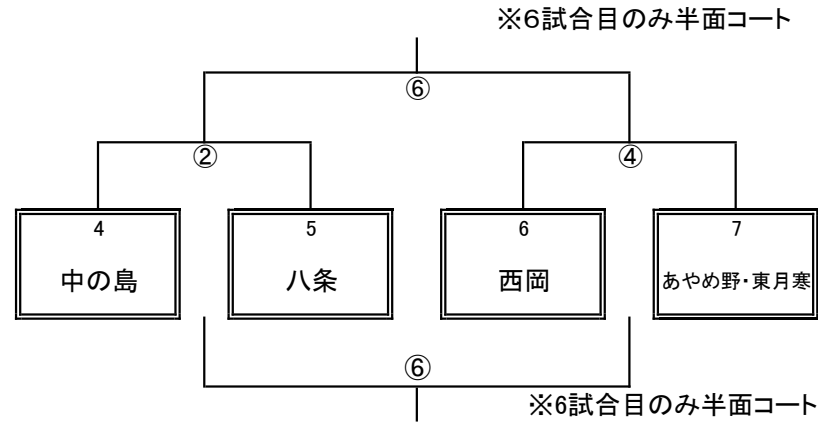 ※６試合目のみ半面コート
⑥
② ④
4 5 6 7
中の島 八条 西岡 あやめ野・東月寒
⑥
※6試合目のみ半面コート